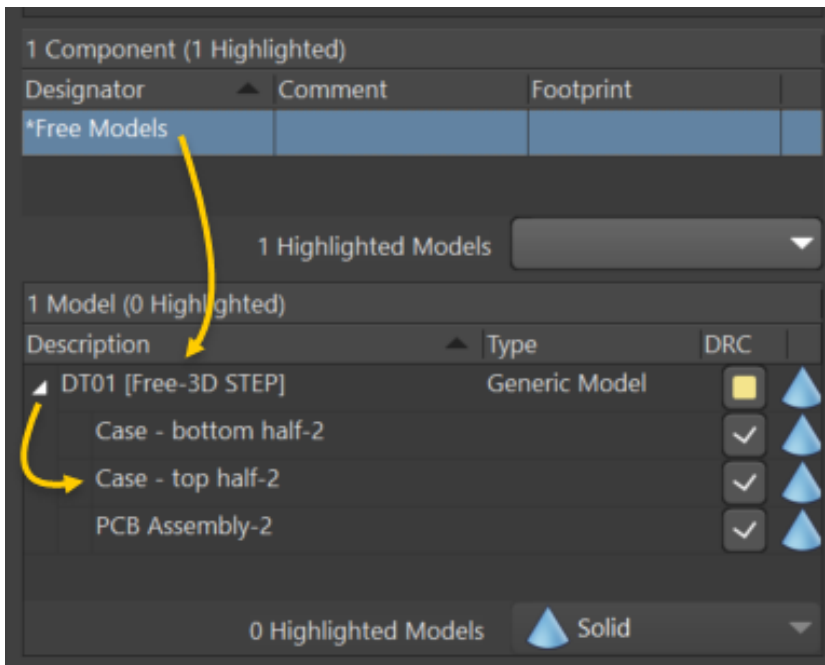 1 Component (1 Highlighted)
Designator Comment Footprint
*Free Models
1 Highlighted Models
1 Model (0 Highlighted)
Description Type DRC
DT01 [Free-3D STEP] Generic Model
Case - bottom half-2
Case - top half-2
PCB Assembly-2
0 Highlighted Models Solid